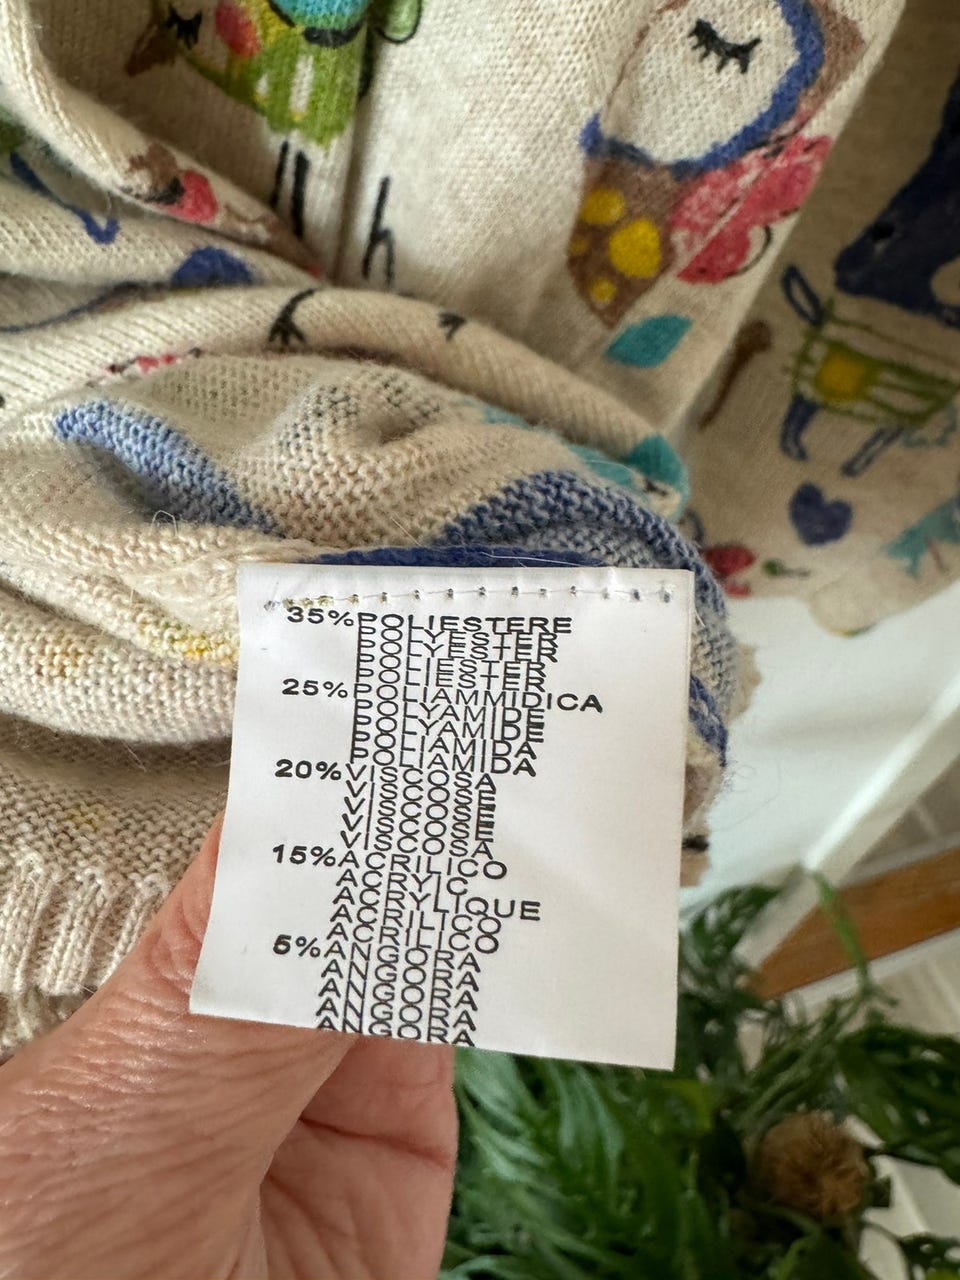 35% POLIESTERE
POLYESTER
POLYESTER
POLIESTER
POLIESTER
25% POLIAMMIDICA
POLYAMIDE
POLYAMIDE
POLIAMIDA
POLIAMIDA
20% VISCOSA
VISCOSE
VISCOSE
VISCOSE
VISCOSA
15% ACRILICO
ACRYLIC
ACRYLIQUE
ACRILICO
ACRILICO
5% ANGORA
ANGORA
ANGORA
ANGORA
ANGORA